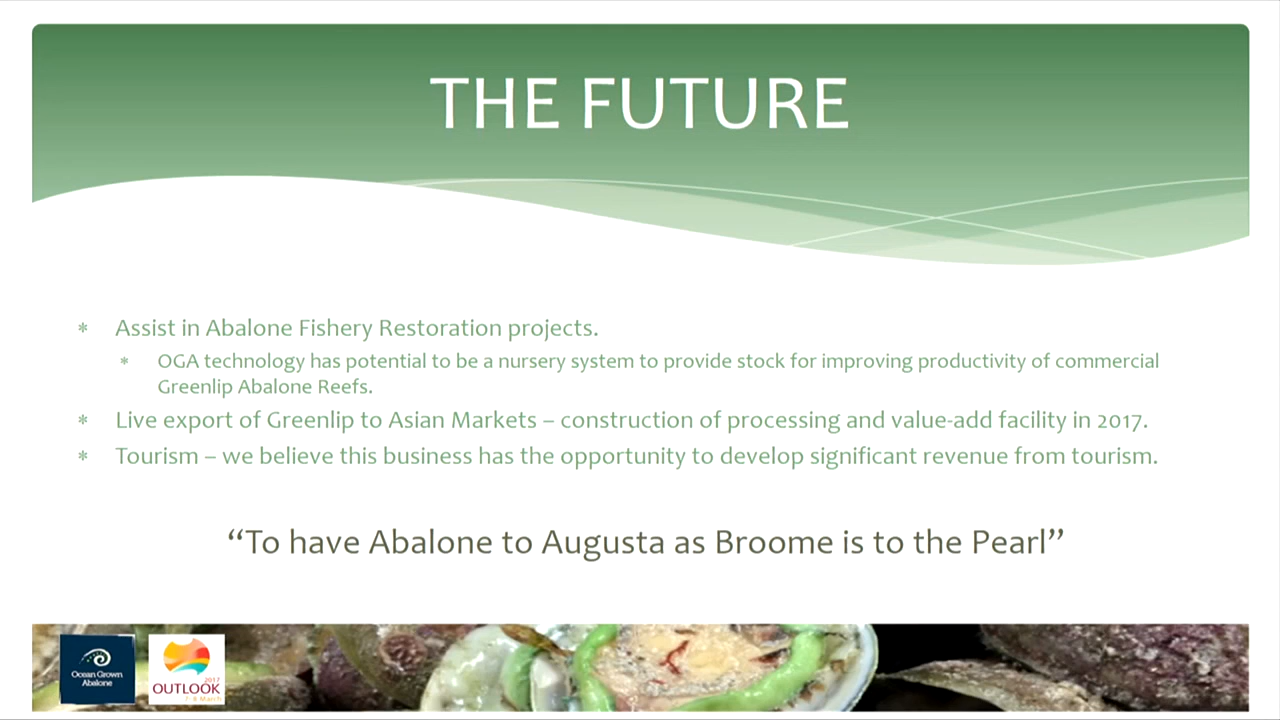 THE FUTURE
* Assist in Abalone Fishery Restoration projects.
* OGA technology has potential to be a nursery system to provide stock for improving productivity of commercial
Greenlip Abalone Reefs.
* Live export of Greenlip to Asian Markets – construction of processing and value-add facility in 2017.
* Tourism – we believe this business has the opportunity to develop significant revenue from tourism.
“To have Abalone to Augusta as Broome is to the Pearl”
Ocean Grown
Abalone
2017
OUTLOOK
7 8 March